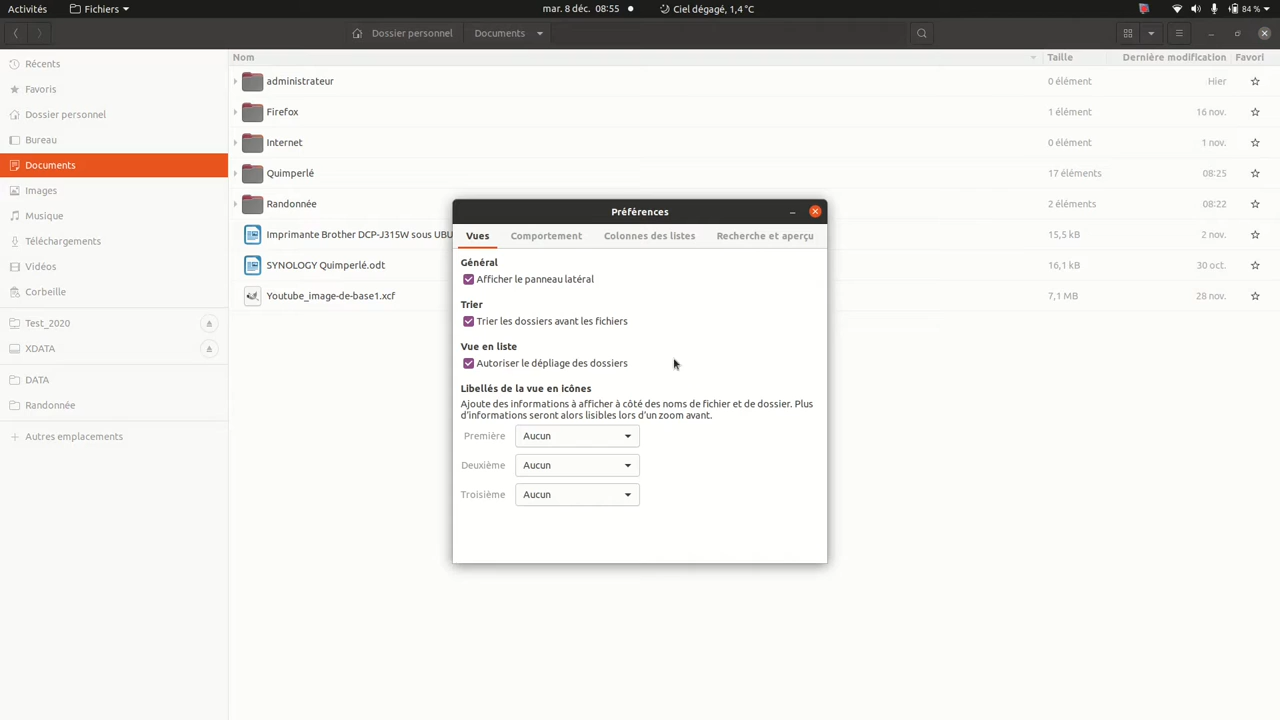 Activités
Fichiers
mar. 8 déc. 08:55
Ciel dégagé, 1,4 °C
84 %
Dossier personnel
Documents
Récents
Favoris
Dossier personnel
Bureau
Documents
Images
Musique
Téléchargements
Vidéos
Corbeille
Test_2020
XDATA
DATA
Randonnée
Autres emplacements
Nom Taille Dernière modification Favori
administrateur 0 élément Hier
Firefox 1 élément 16 nov.
Internet 0 élément 1 nov.
Quimperlé 17 éléments 08:25
Randonnée 2 éléments 08:22
Imprimante Brother DCP-J315W sous UBU 15,5 kB 2 nov.
SYNOLOGY Quimperlé.odt 16,1 kB 30 oct.
Youtube_image-de-base1.xcf 7,1 MB 28 nov.
Préférences
Vues Comportement Colonnes des listes Recherche et aperçu
Général
Afficher le panneau latéral
Trier
Trier les dossiers avant les fichiers
Vue en liste
Autoriser le dépliage des dossiers
Libellés de la vue en icônes
Ajoute des informations à afficher à côté des noms de fichier et de dossier. Plus
d'informations seront alors lisibles lors d'un zoom avant.
Première Aucun
Deuxième Aucun
Troisième Aucun